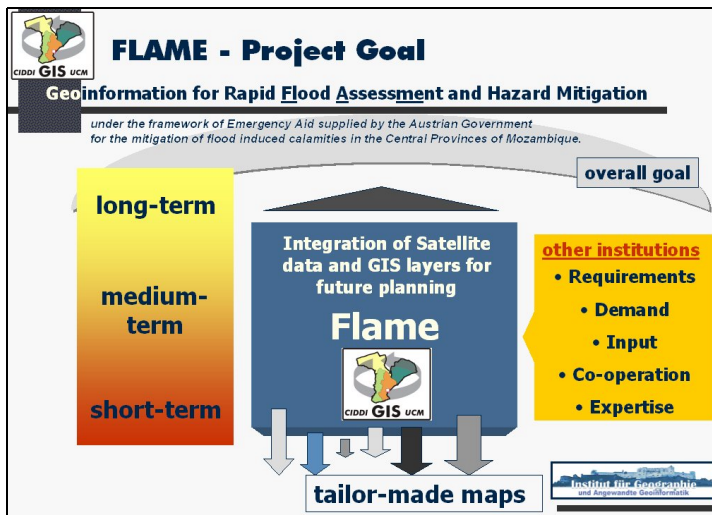 CIDDI GIS UCM
FLAME - Project Goal
Geoinformation for Rapid Flood Assessment and Hazard Mitigation
under the framework of Emergency Aid supplied by the Austrian Government
for the mitigation of flood induced calamities in the Central Provinces of Mozambique.
overall goal
long-term
medium-
term
short-term
Integration of Satellite
data and GIS layers for
future planning
Flame
CIDDI GIS UCM
other institutions
• Requirements
• Demand
• Input
• Co-operation
• Expertise
tailor-made maps
Institut für Geographie
und Angewandte Geoinformatik